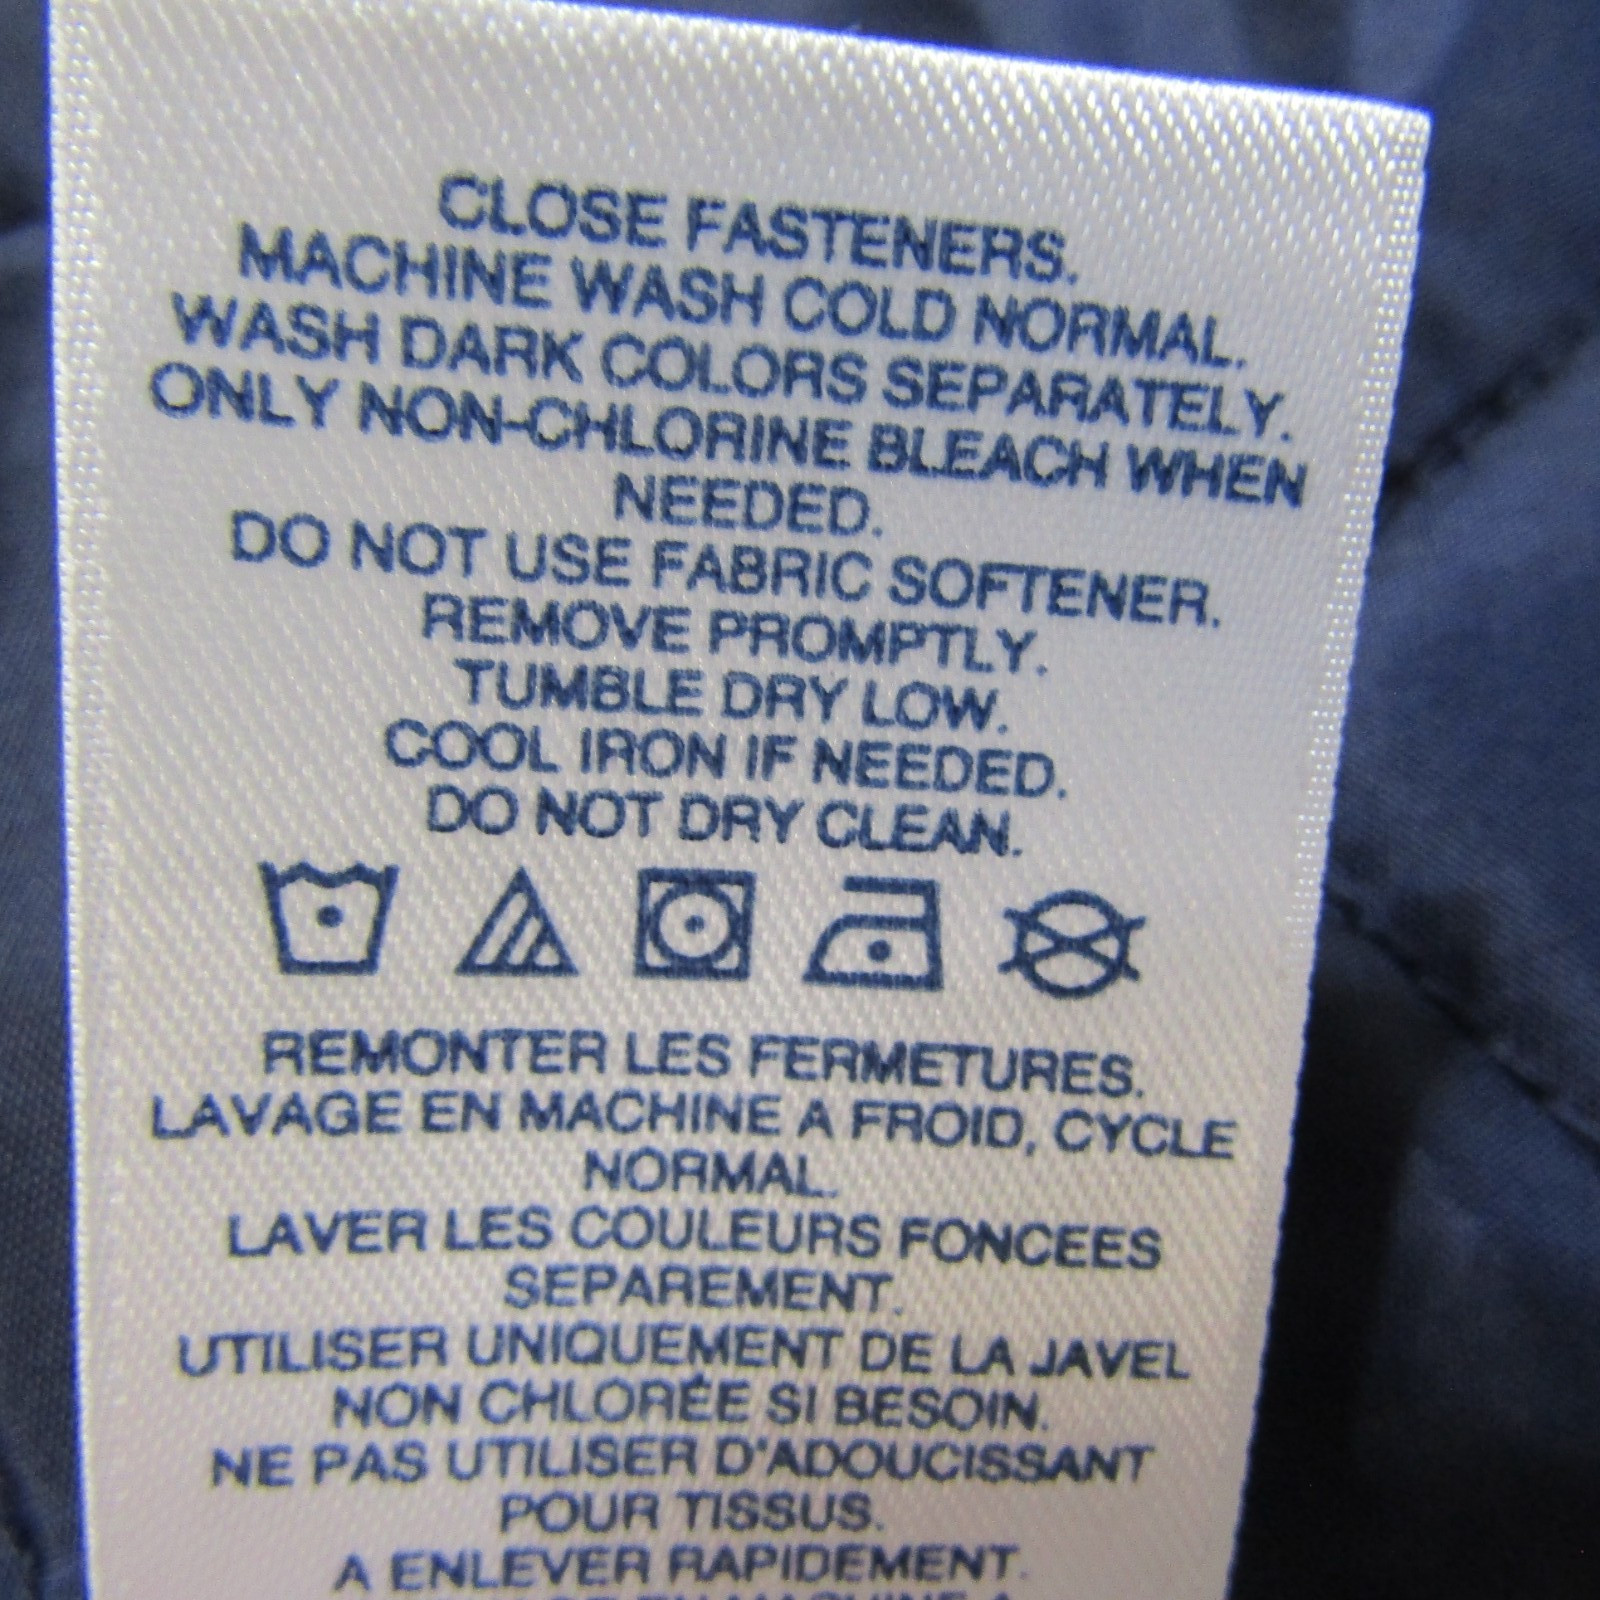 CLOSE FASTENERS.
MACHINE WASH COLD NORMAL.
WASH DARK COLORS SEPARATELY.
ONLY NON-CHLORINE BLEACH WHEN
NEEDED.
DO NOT USE FABRIC SOFTENER.
REMOVE PROMPTLY.
TUMBLE DRY LOW.
COOL IRON IF NEEDED.
DO NOT DRY CLEAN.
REMONTER LES FERMETURES.
LAVAGE EN MACHINE A FROID, CYCLE
NORMAL.
LAVER LES COULEURS FONCEES
SEPAREMENT.
UTILISER UNIQUEMENT DE LA JAVEL
NON CHLORÉE SI BESOIN.
NE PAS UTILISER D'ADOUCISSANT
POUR TISSUS.
A ENLEVER RAPIDEMENT.